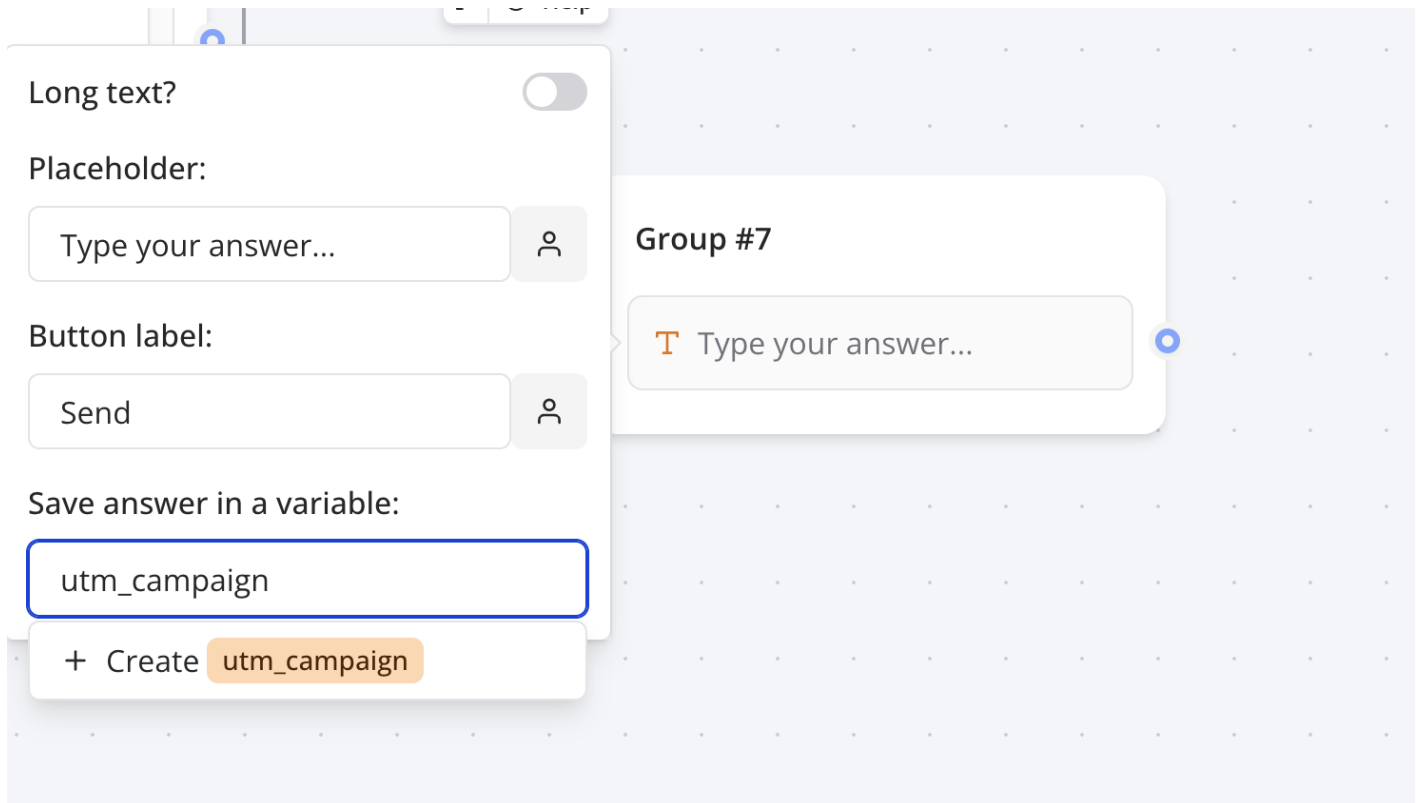 Help
Long text?
Placeholder:
Type your answer...
Button label:
Send
Save answer in a variable:
utm_campaign
+ Create utm_campaign
Group #7
T Type your answer...